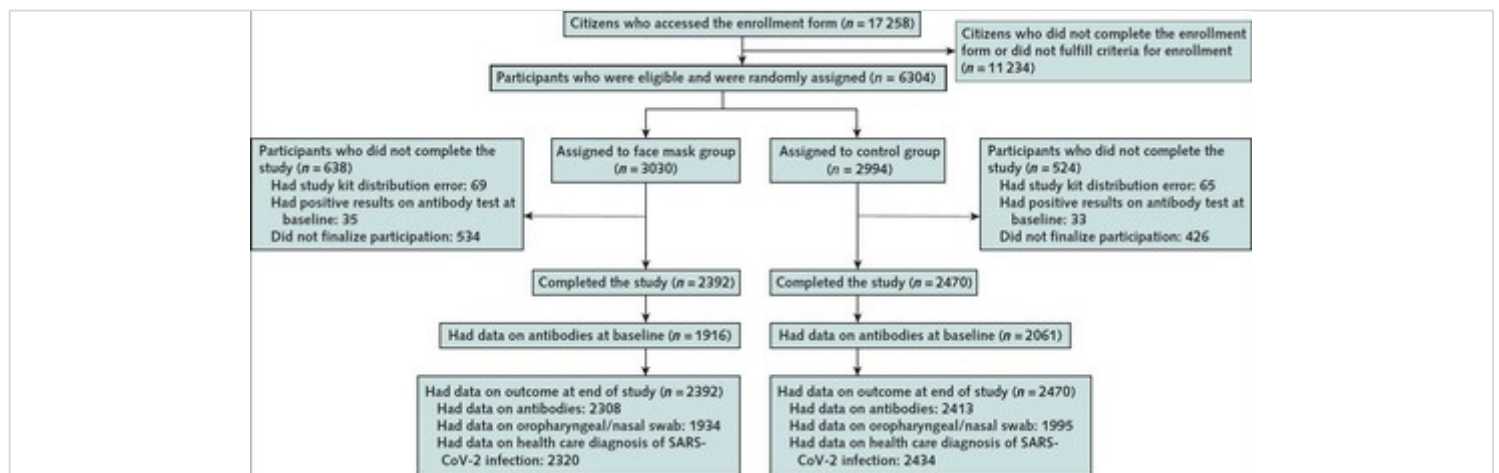 Citizens who accessed the enrollment form (n = 17 258)
Citizens who did not complete the enrollment
form or did not fulfill criteria for enrollment
(n = 11 234)
Participants who were eligible and were randomly assigned (n = 6304)
Participants who did not complete the
study (n = 638)
Had study kit distribution error: 69
Had positive results on antibody test at
baseline: 35
Did not finalize participation: 534
Assigned to face mask group
(n = 3030)
Assigned to control group
(n = 2994)
Participants who did not complete the
study (n = 524)
Had study kit distribution error: 65
Had positive results on antibody test at
baseline: 33
Did not finalize participation: 426
Completed the study (n = 2392)
Completed the study (n = 2470)
Had data on antibodies at baseline (n = 1916)
Had data on antibodies at baseline (n = 2061)
Had data on outcome at end of study (n = 2392)
Had data on antibodies: 2308
Had data on oropharyngeal/nasal swab: 1934
Had data on health care diagnosis of SARS-
CoV-2 infection: 2320
Had data on outcome at end of study (n = 2470)
Had data on antibodies: 2413
Had data on oropharyngeal/nasal swab: 1995
Had data on health care diagnosis of SARS-
CoV-2 infection: 2434